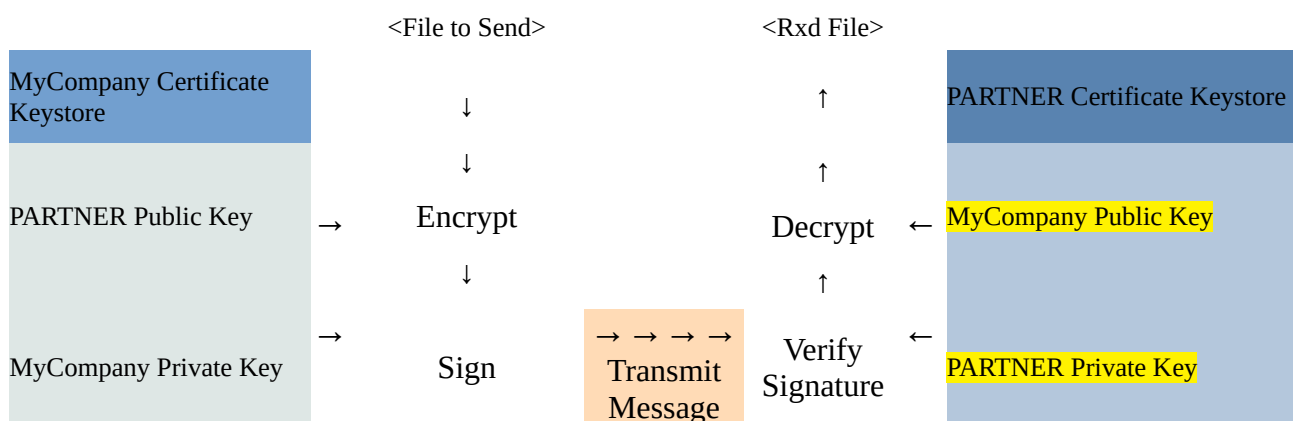 <File to Send>
<Rxd File>
MyCompany Certificate
Keystore
↓
↑
PARTNER Certificate Keystore
↓
↑
PARTNER Public Key
→
Encrypt
Decrypt
←
MyCompany Public Key
↓
↑
MyCompany Private Key
→
Sign
→ → → →
Transmit
Message
Verify
Signature
←
PARTNER Private Key